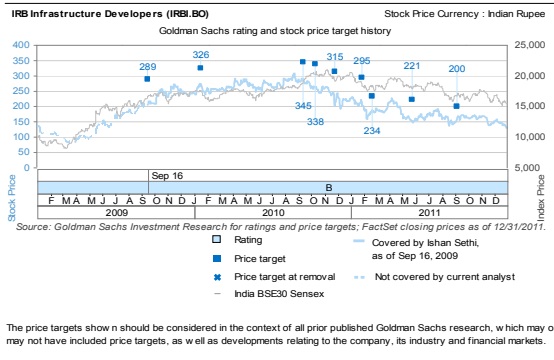 IRB Infrastructure Developers (IRBI.BO) Stock Price Currency : Indian Rupee
Goldman Sachs rating and stock price target history
400 25,000
350
300 20,000
250
200 15,000
150
100 10,000
50
0 5,000
289 326 345 338 315 295 234 221 200
Stock Price
Index Price
Sep 16
B
F M A M J J A S O N D J F M A M J J A S O N D J F M A M J J A S O N D
2009 2010 2011
Source: Goldman Sachs Investment Research for ratings and price targets; FactSet closing prices as of 12/31/2011.
Rating
Price target
Price target at removal
India BSE30 Sensex
Covered by Ishan Sethi,
as of Sep 16, 2009
Not covered by current analyst
The price targets shown should be considered in the context of all prior published Goldman Sachs research, which may o
may not have included price targets, as well as developments relating to the company, its industry and financial markets.